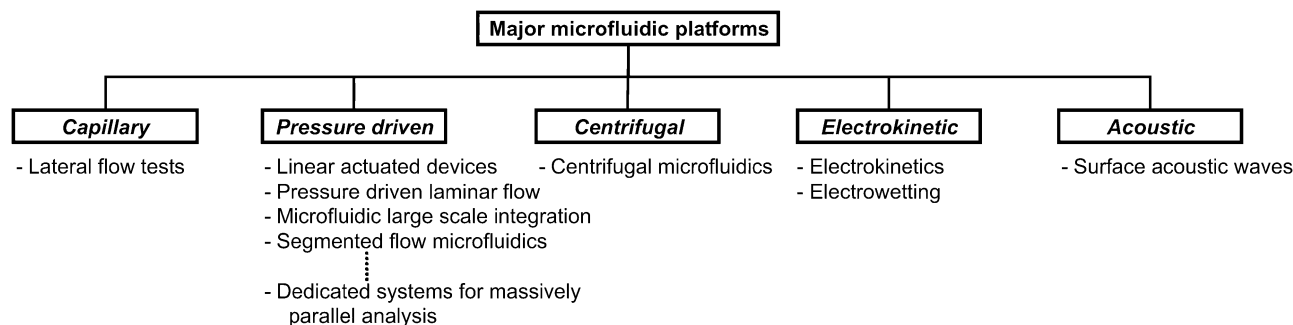 Major microfluidic platforms
Capillary
- Lateral flow tests
Pressure driven
- Linear actuated devices
- Pressure driven laminar flow
- Microfluidic large scale integration
- Segmented flow microfluidics
- Dedicated systems for massively
parallel analysis
Centrifugal
- Centrifugal microfluidics
Electrokinetic
- Electrokinetics
- Electrowetting
Acoustic
- Surface acoustic waves